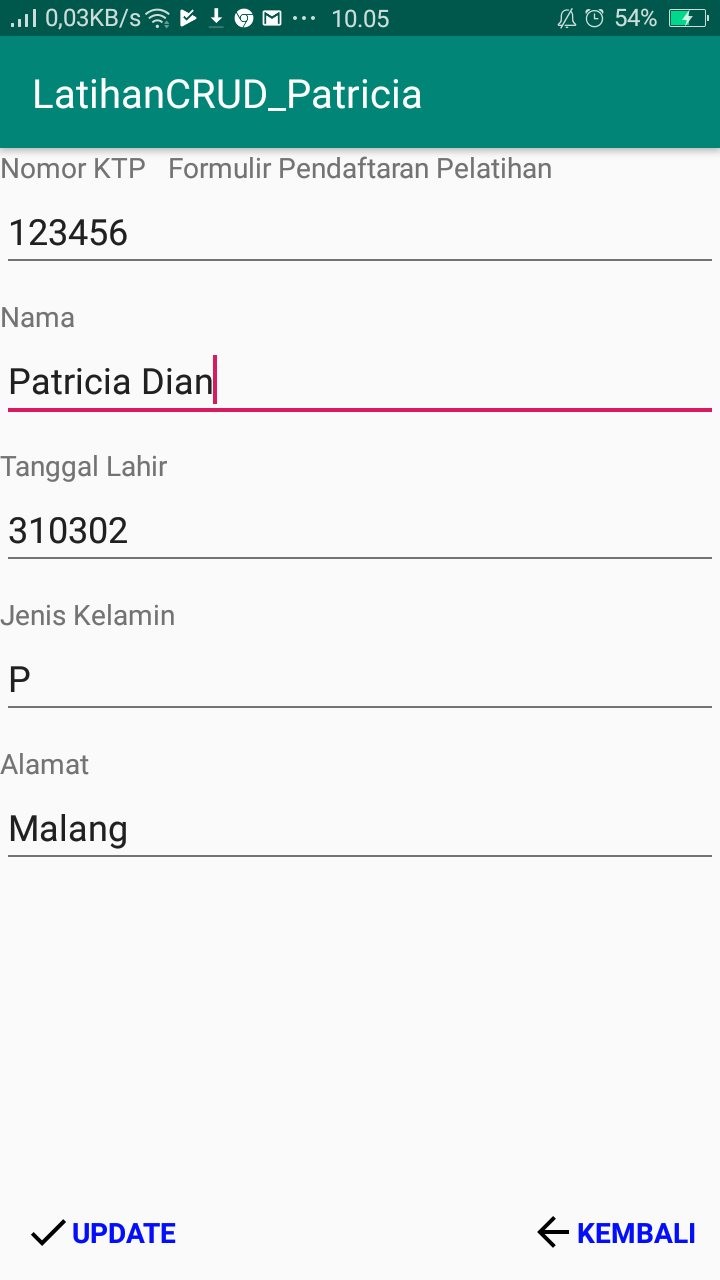 0,03KB/s 10.05 54%
LatihanCRUD_Patricia
Nomor KTP Formulir Pendaftaran Pelatihan
123456
Nama
Patricia Dian
Tanggal Lahir
310302
Jenis Kelamin
P
Alamat
Malang
UPDATE KEMBALI